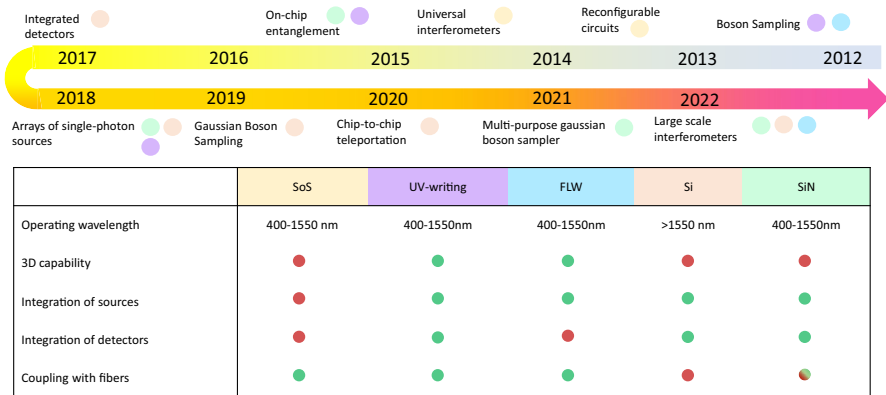 Integrated
detectors
On-chip
entanglement
Universal
interferometers
Reconfigurable
circuits
Boson Sampling
2017 2016 2015 2014 2013 2012
2018 2019 2020 2021 2022
Arrays of single-photon
sources
Gaussian Boson
Sampling
Chip-to-chip
teleportation
Multi-purpose gaussian
boson sampler
Large scale
interferometers
SoS UV-writing FLW Si SiN
Operating wavelength 400-1550 nm 400-1550nm 400-1550nm >1550 nm 400-1550nm
3D capability
Integration of sources
Integration of detectors
Coupling with fibers